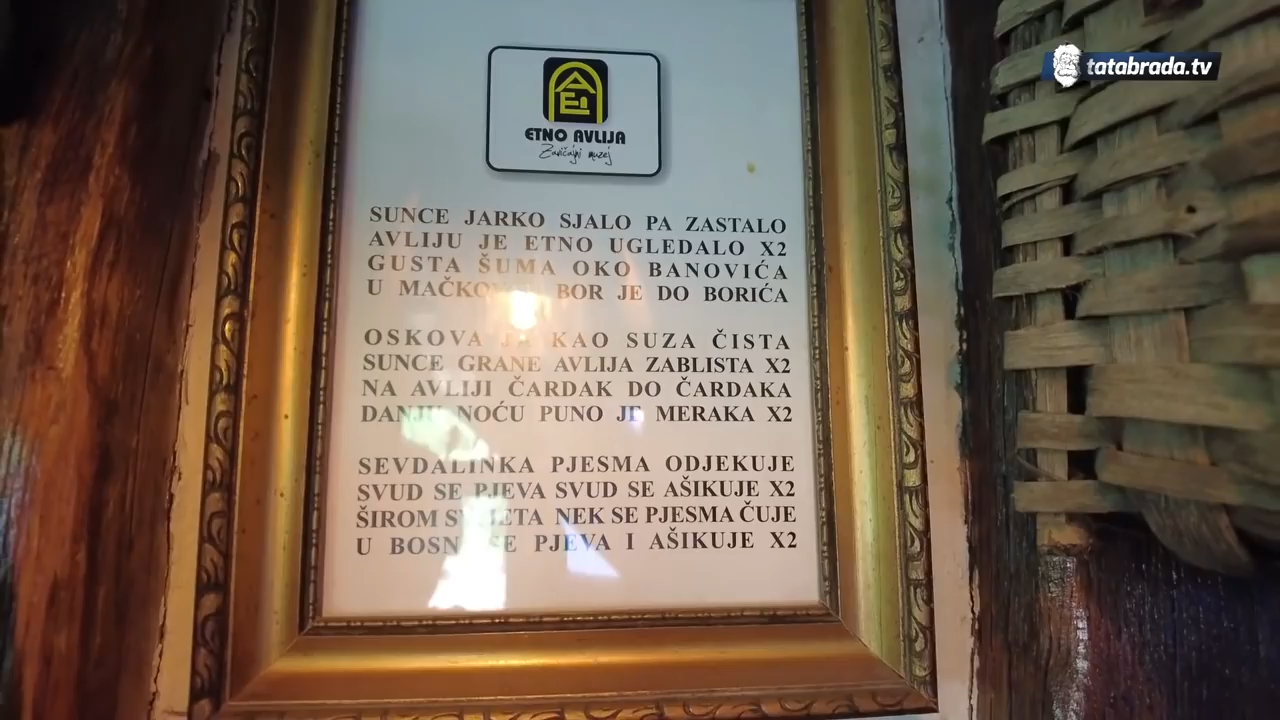 tatabrada.tv
ETNO AVLIJA
Zavičajni muzej
SUNCE JARKO SJALO PA ZASTALO
AVLIJU JE ETNO UGLEDALO X2
GUSTA ŠUMA OKO BANOVIĆA
U BOR JE DO BORIĆA
OSKOVA KAO SUZA ČISTA
SUNCE GRANE AVLIJA ZABLISTA X2
NA AVLIJI ČARDAK DO ČARDAKA
DANJU NOĆU PUNO JE MERAKA X2
SEVDALINKA PJESMA ODJEKUJE
SVUD SE PJEVA SVUD SE AŠIKUJE X2
ŠIROM NEK SE PJESMA ČUJE
U SE PJEVA I AŠIKUJE X2